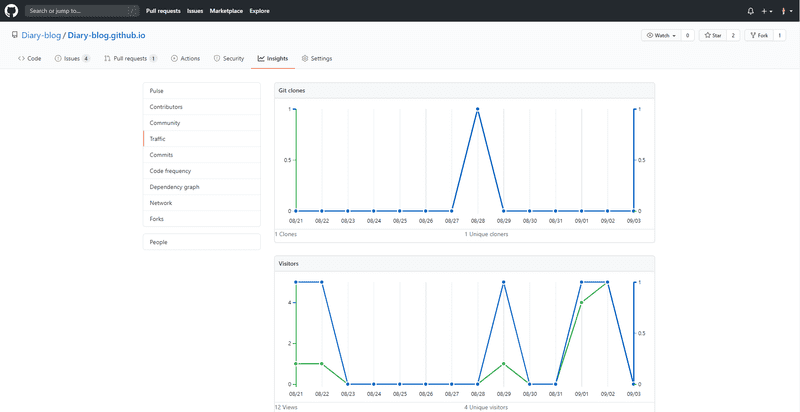 Search or jump to... /
Pull requests Issues Marketplace Explore
Diary-blog / Diary-blog.github.io
Watch 0 Star 2 Fork 1
Code Issues 4 Pull requests 1 Actions Security Insights Settings
Pulse
Contributors
Community
Traffic
Commits
Code frequency
Dependency graph
Network
Forks
People
Git clones
1 1
0.5 0.5
0 0
08/21 08/22 08/23 08/24 08/25 08/26 08/27 08/28 08/29 08/30 08/31 09/01 09/02 09/03
1 Clones 1 Unique cloners
Visitors
1
4
0.5
2
0 0
08/21 08/22 08/23 08/24 08/25 08/26 08/27 08/28 08/29 08/30 08/31 09/01 09/02 09/03
12 Views 4 Unique visitors